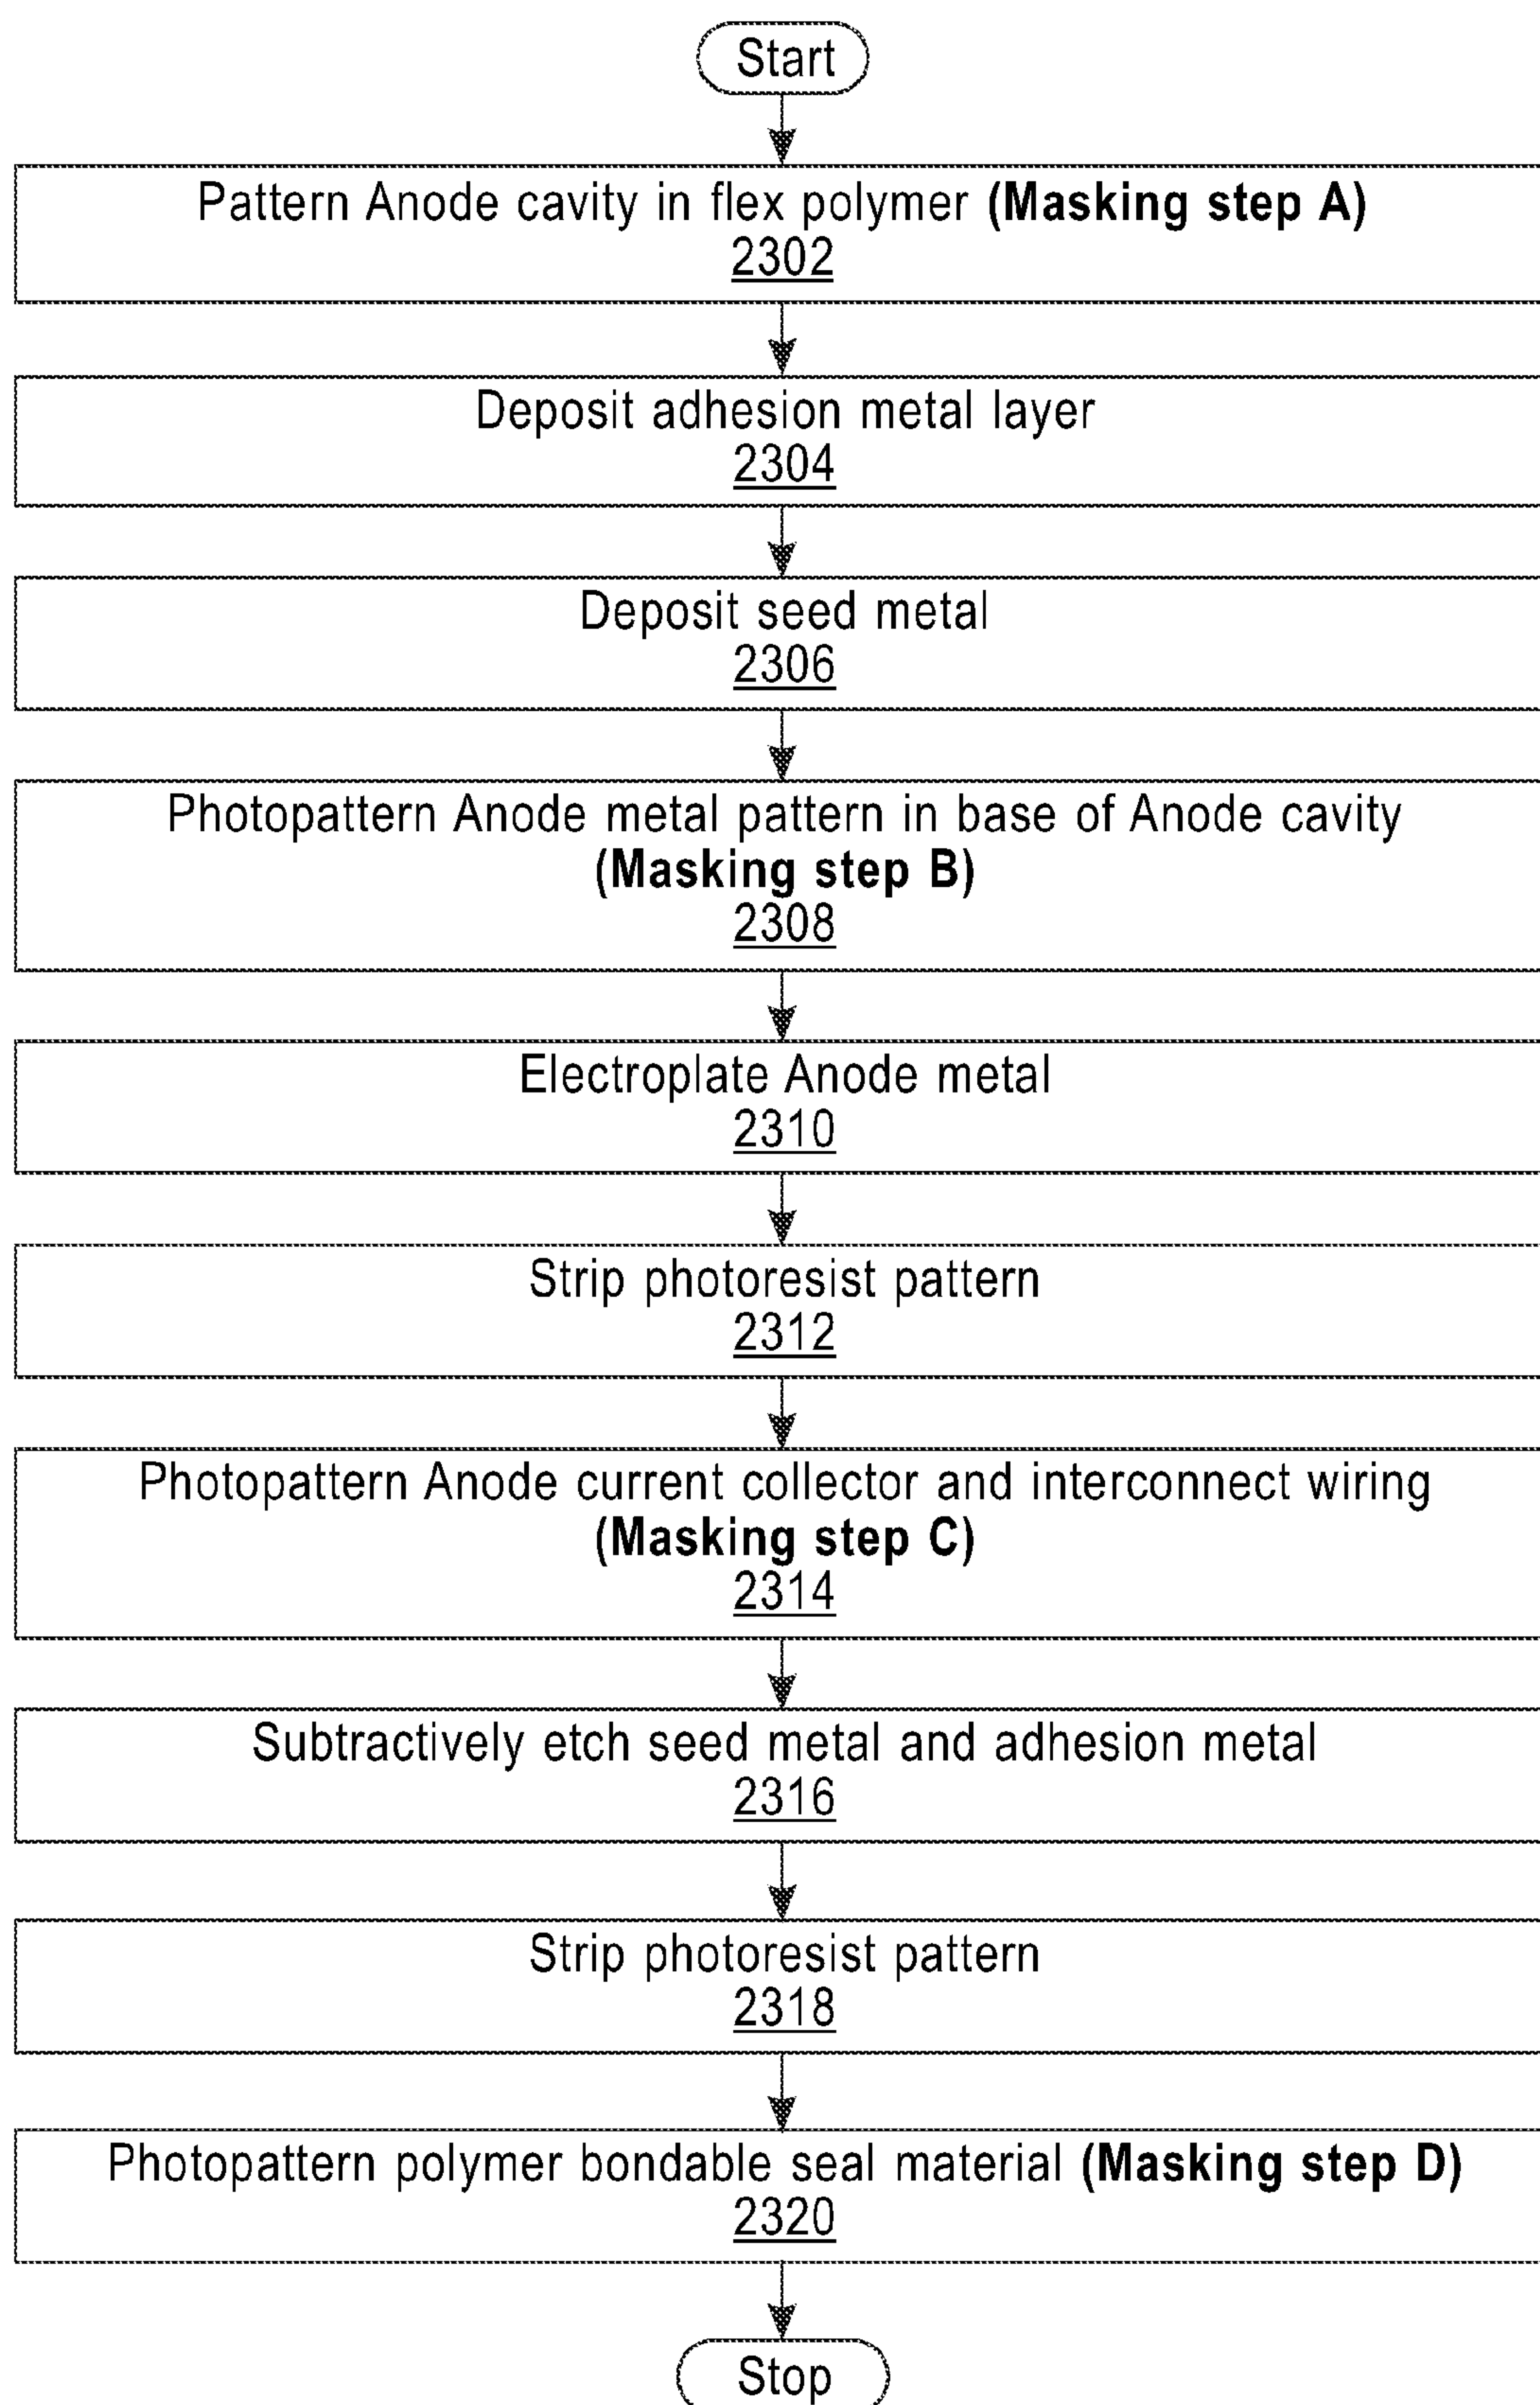 Start
Pattern Anode cavity in flex polymer (Masking step A)
2302
Deposit adhesion metal layer
2304
Deposit seed metal
2306
Photopattern Anode metal pattern in base of Anode cavity
(Masking step B)
2308
Electroplate Anode metal
2310
Strip photoresist pattern
2312
Photopattern Anode current collector and interconnect wiring
(Masking step C)
2314
Subtractively etch seed metal and adhesion metal
2316
Strip photoresist pattern
2318
Photopattern polymer bondable seal material (Masking step D)
2320
Stop